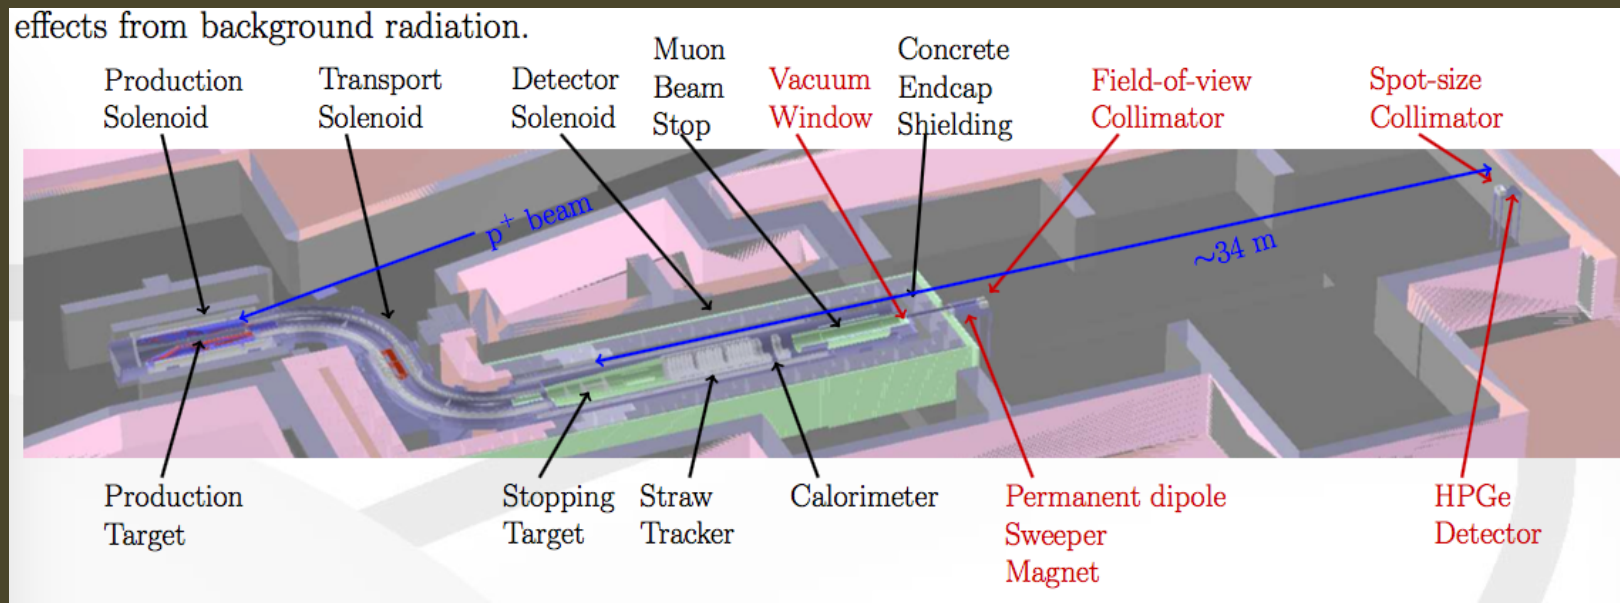 effects from background radiation.
Production
Solenoid
Transport
Solenoid
Detector
Solenoid
Muon
Beam
Stop
Vacuum
Window
Concrete
Endcap
Shielding
Field-of-view
Collimator
Spot-size
Collimator
p⁺ beam
~34 m
Production
Target
Stopping
Target
Straw
Tracker
Calorimeter
Permanent dipole
Sweeper
Magnet
HPGe
Detector